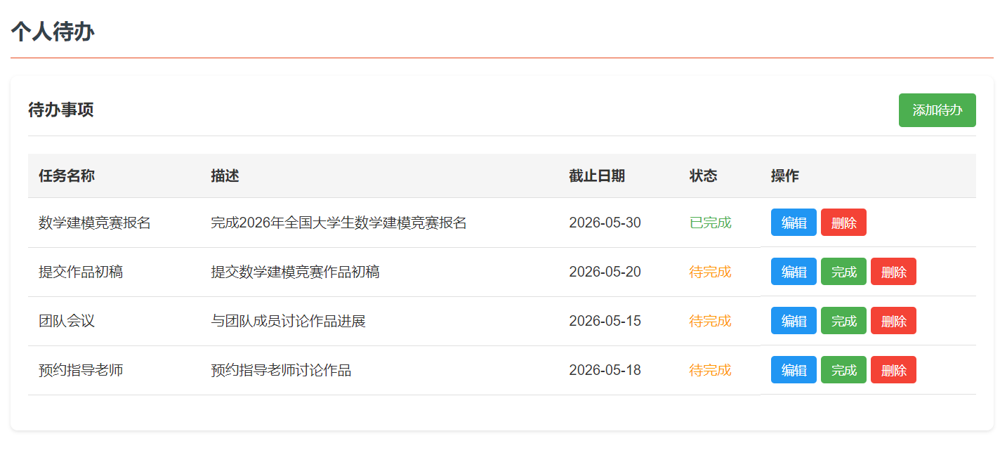 个人待办
待办事项 添加待办
任务名称 描述 截止日期 状态 操作
数学建模竞赛报名 完成2026年全国大学生数学建模竞赛报名 2026-05-30 已完成 编辑 删除
提交作品初稿 提交数学建模竞赛作品初稿 2026-05-20 待完成 编辑 完成 删除
团队会议 与团队成员讨论作品进展 2026-05-15 待完成 编辑 完成 删除
预约指导老师 预约指导老师讨论作品 2026-05-18 待完成 编辑 完成 删除